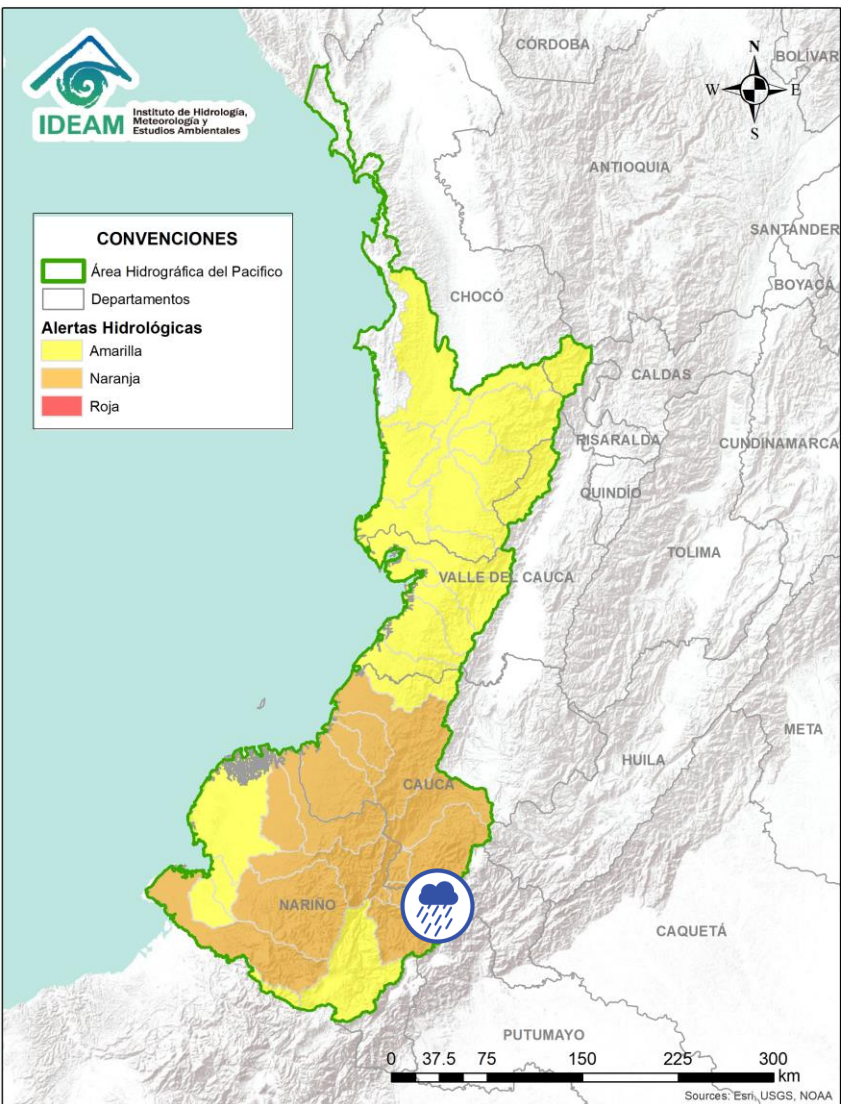 IDEAM
Instituto de Hidrología,
Meteorología y
Estudios Ambientales
CÓRDOBA
BOLÍVAR
N
W
E
S
ANTIOQUIA
SANTANDER
BOYACÁ
CONVENCIONES
Área Hidrográfica del Pacifico
Departamentos
Alertas Hidrológicas
Amarilla
Naranja
Roja
CHOCÓ
CALDAS
RISARALDA
CUNDINAMARCA
QUINDÍO
TOLIMA
VALLE DEL CAUCA
META
HUILA
CAUCA
NARIÑO
CAQUETÁ
PUTUMAYO
0 37.5 75 150 225 300
km
Sources: Esri, USGS, NOAA